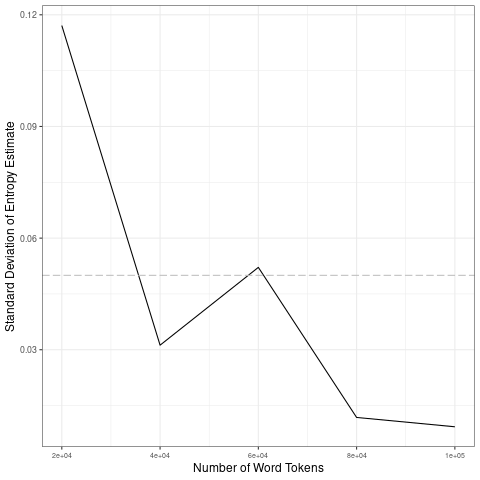 Standard Deviation of Entropy Estimate
0.12
0.09
0.06
0.03
2e+04 4e+04 6e+04 8e+04 1e+05
Number of Word Tokens